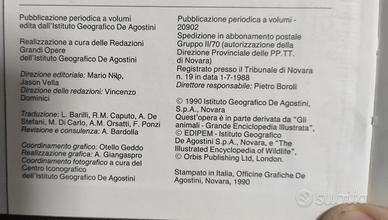 Pubblicazione periodica a volumi
edita dall'Istituto Geografico De Agostini
Realizzazione a cura delle Redazioni
Grandi Opere
dell'Istituto Geografico De Agostini
Direzione editoriale: Mario Nilo,
Jason Vella
Direzione delle redazioni: Vincenzo
Dominici
Traduzione: L. Barilli, R.M. Caputo, A. De
Stefani, M. Di Carlo, A.M. Orsatti, F. Ponzi
Revisione e consulenza: A. Bardolla
Coordinamento grafico: Otello Geddo
Realizzazione grafica: A. Giangaspro
Coordinamento fotografico a cura del
Centro Iconografico
dell'Istituto Geografico De Agostini
Pubblicazione periodica a volumi -
20902
Spedizione in abbonamento postale
Gruppo II/70 (autorizzazione della
Direzione Provinciale delle PP.TT.
di Novara)
Registrato presso il Tribunale di Novara
n. 19 in data 1-7-1988
Direttore responsabile: Pietro Boroli
© 1990 Istituto Geografico De Agostini,
S.p.A., Novara
Quest'opera è in parte derivata da "Gli
animali - Grande Enciclopedia Illustrata",
© EDIPEM - Istituto Geografico
De Agostini S.p.A., Novara, e "The
Illustrated Encyclopedia of Wildlife",
© Orbis Publishing Ltd, London.
Stampato in Italia, Officine Grafiche De
Agostini, Novara, 1990
subito